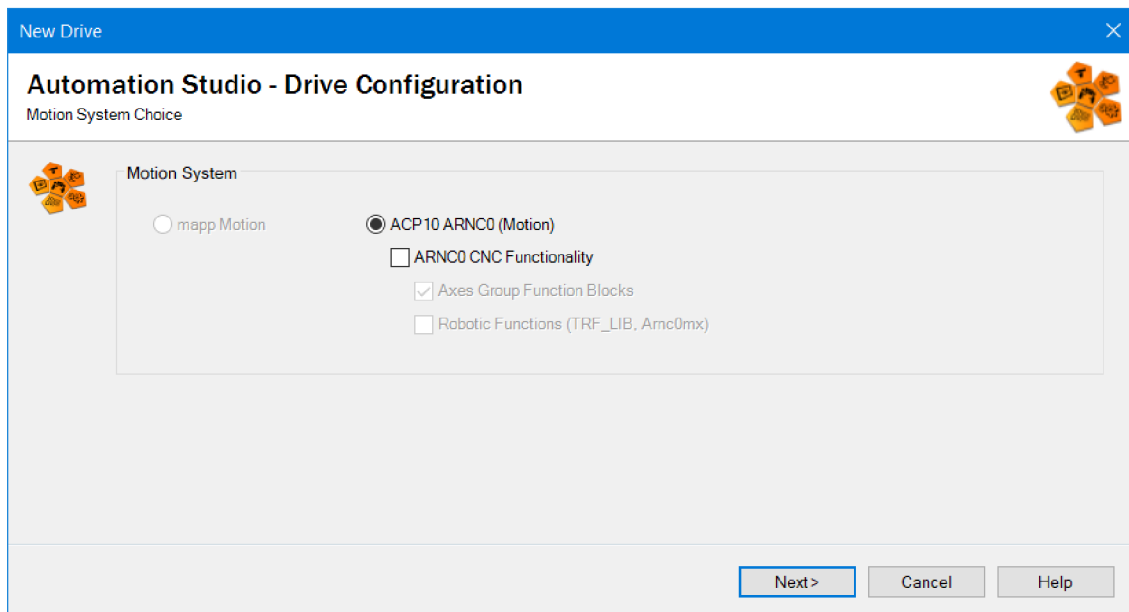 New Drive
Automation Studio - Drive Configuration
Motion System Choice
Motion System
mapp Motion
ACP10 ARNC0 (Motion)
ARNC0 CNC Functionality
Axes Group Function Blocks
Robotic Functions (TRF_LIB, Arnc0mx)
Next>
Cancel
Help